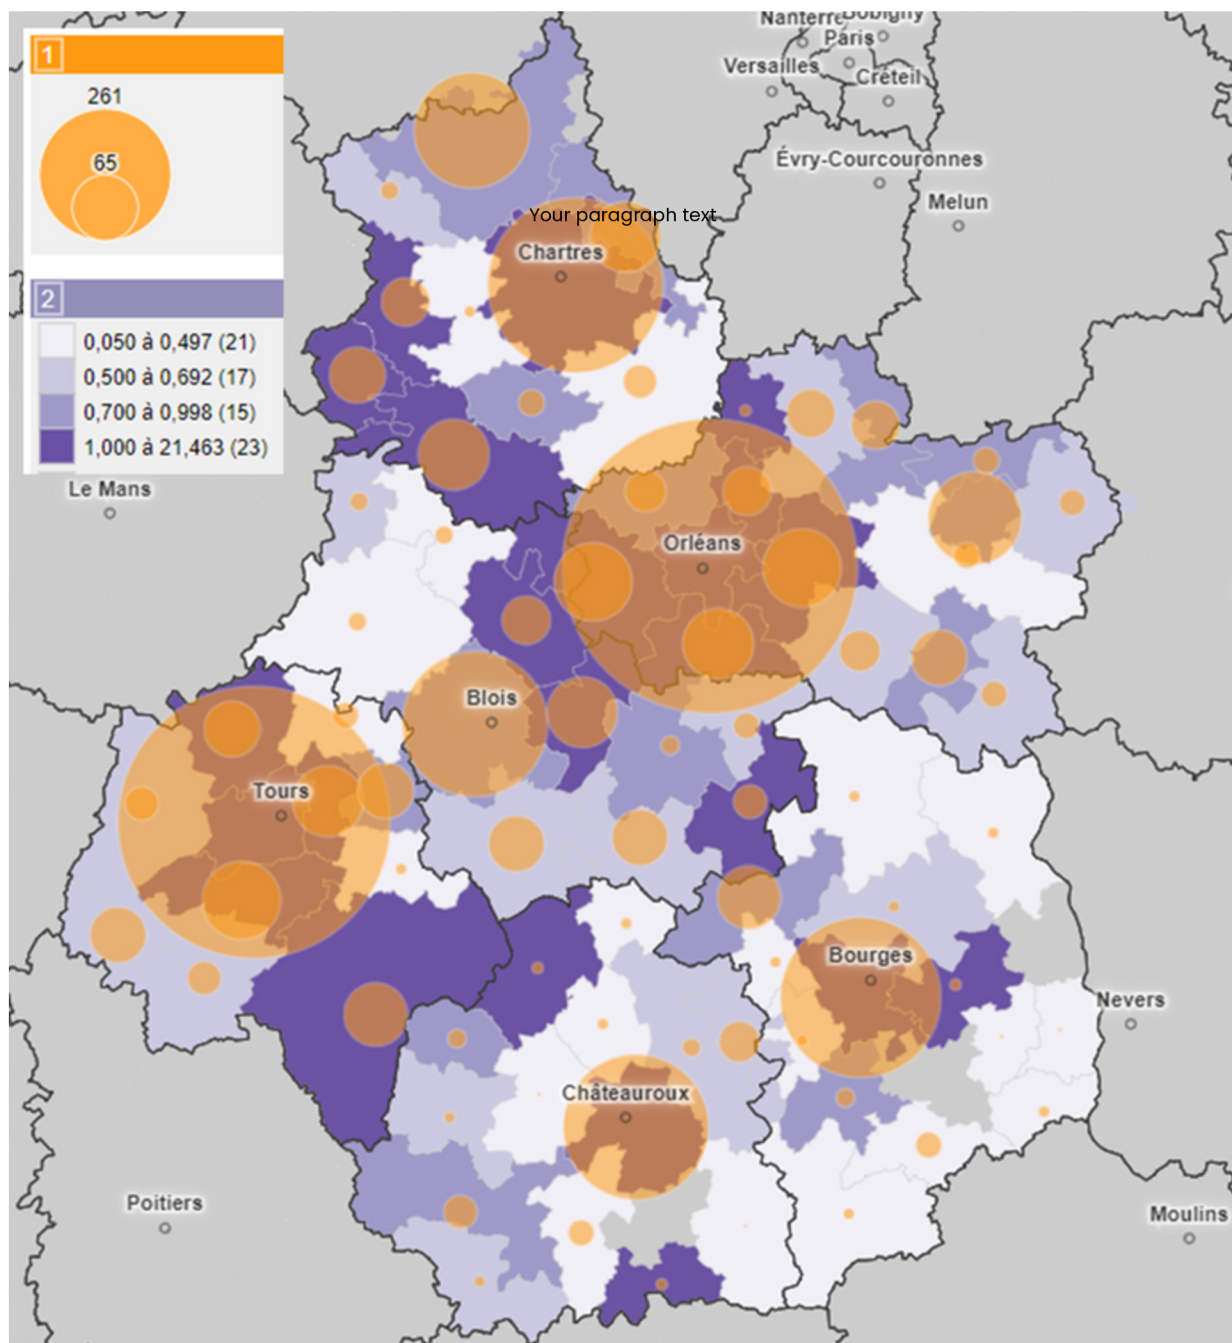 Nanterre
Bobigny
Paris
Versailles
Créteil
Évry-Courcouronnes
Melun
1
261
65
Your paragraph text
Chartres
2
0,050 à 0,497 (21)
0,500 à 0,692 (17)
0,700 à 0,998 (15)
1,000 à 21,463 (23)
Le Mans
Orléans
Blois
Tours
Bourges
Nevers
Châteauroux
Poitiers
Moulins